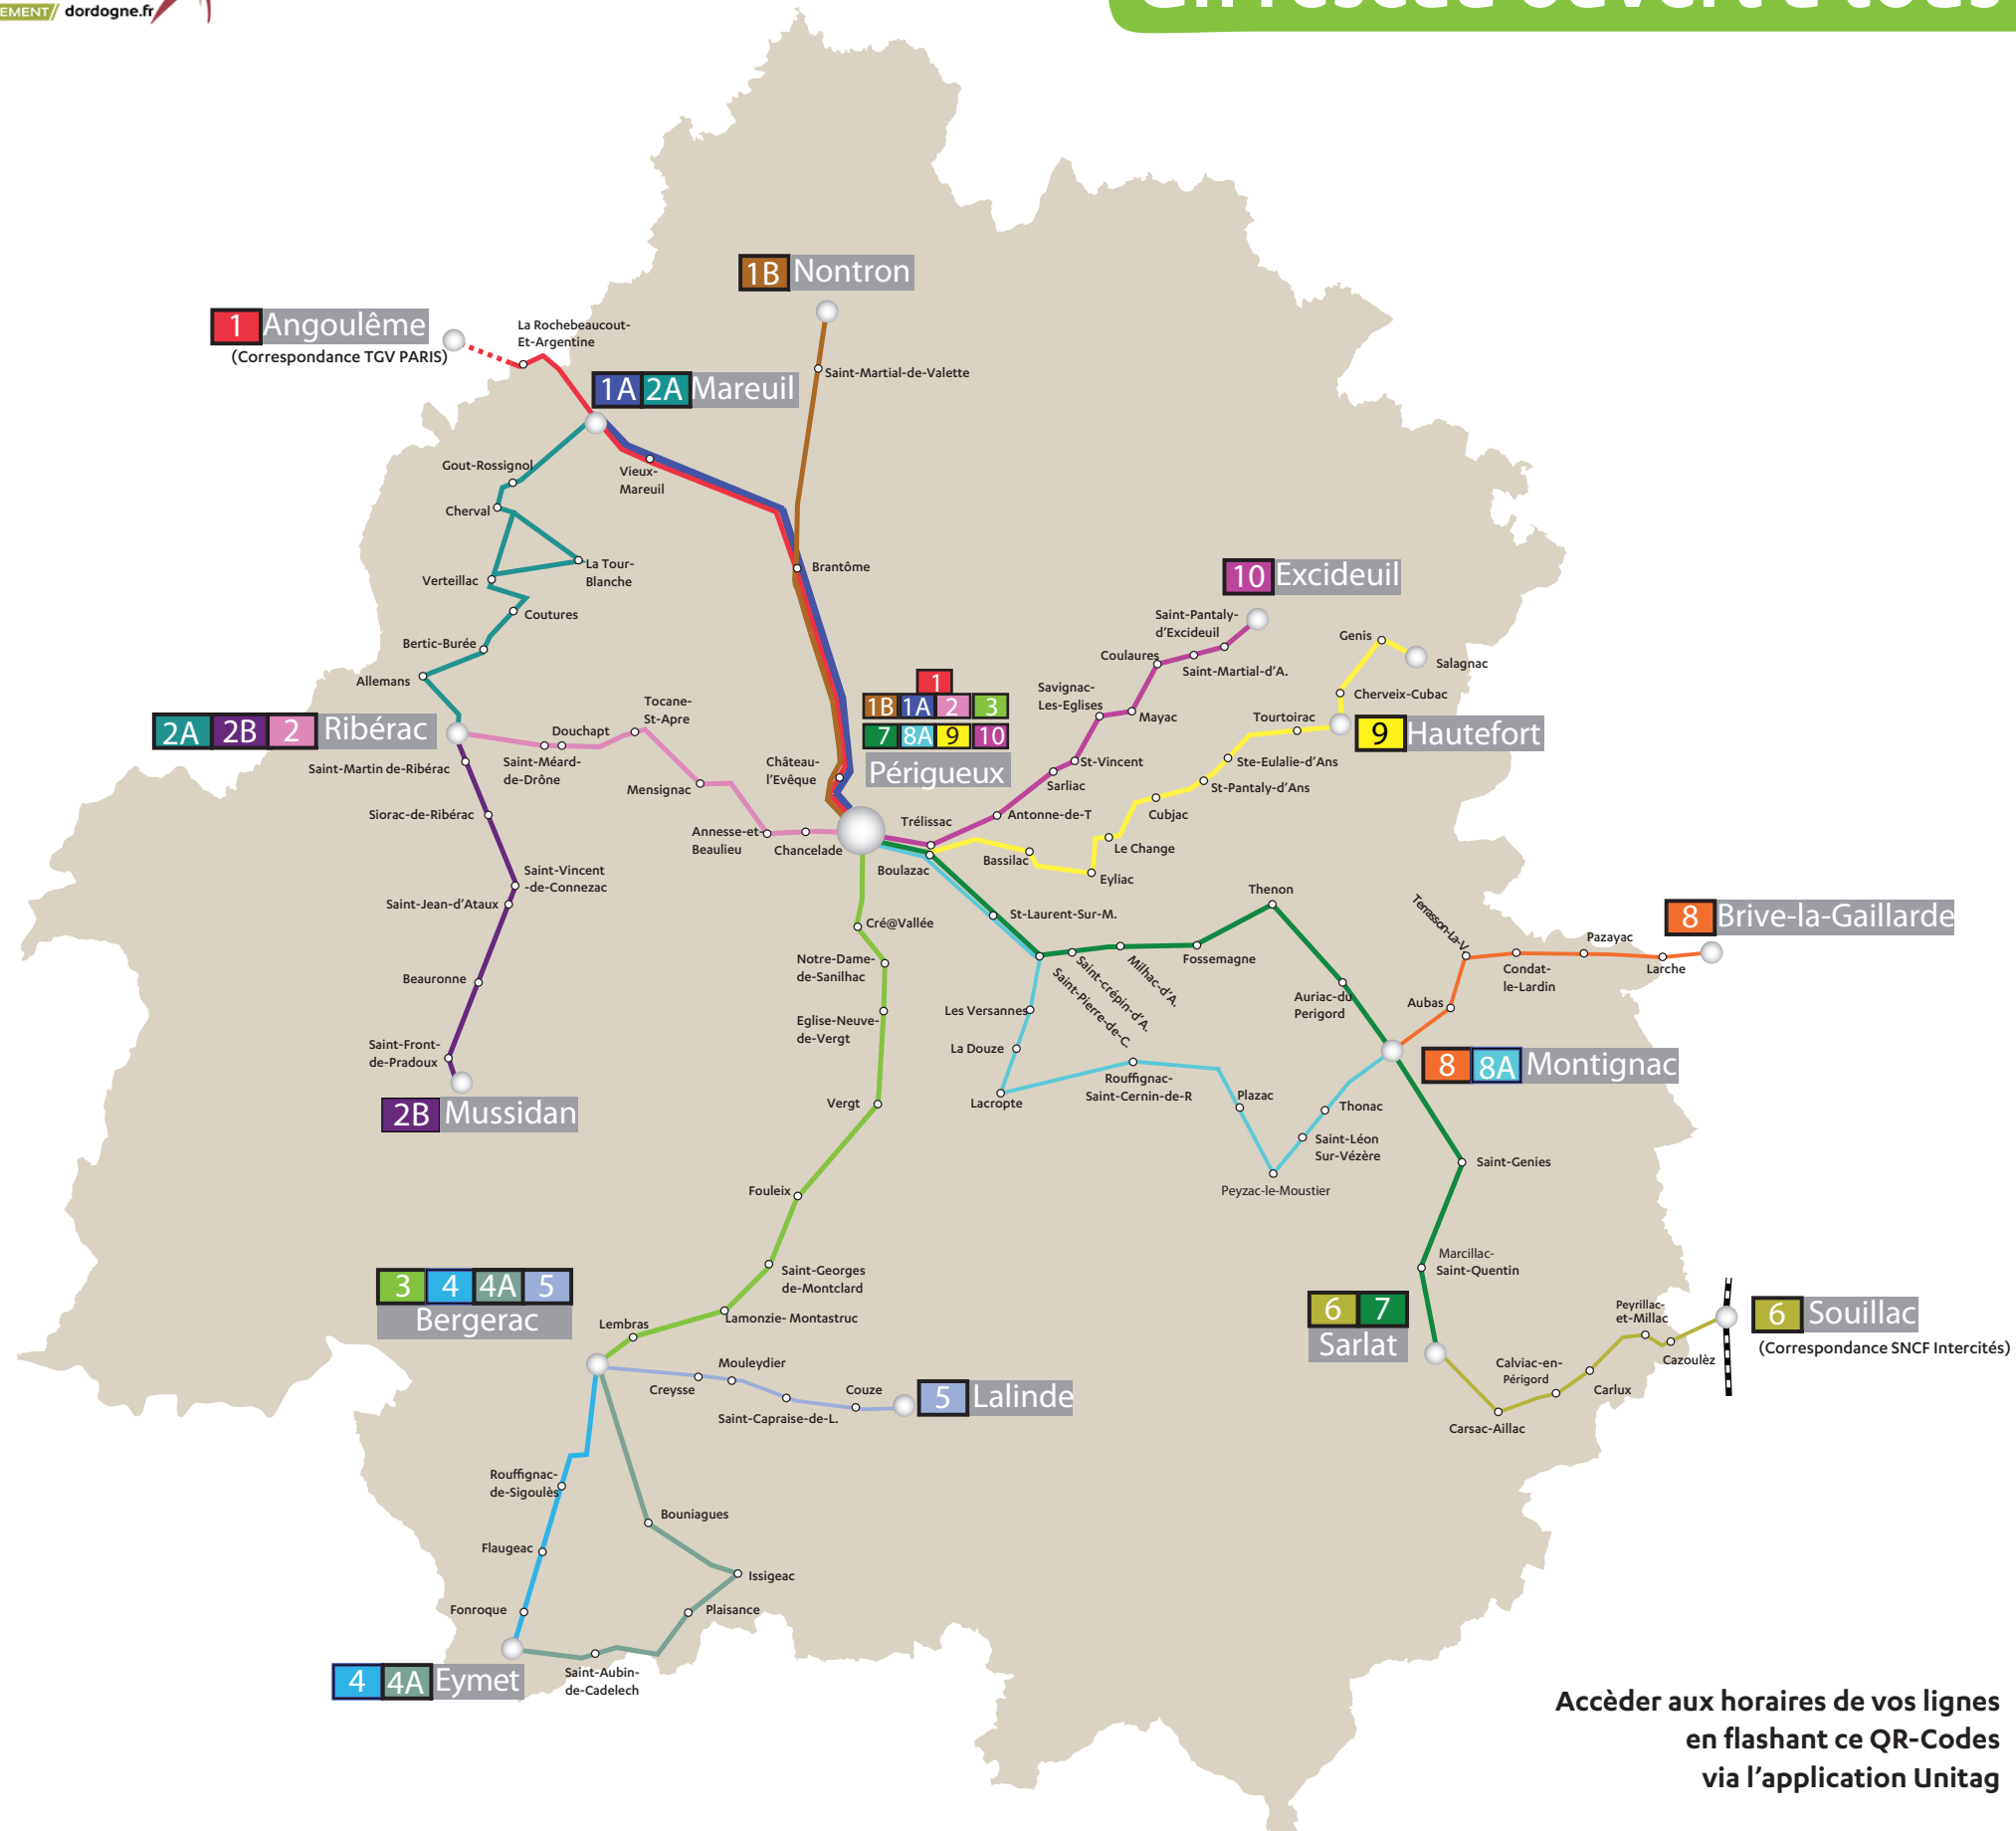 EMENT/ dordogne.fr
1B Nontron
1 Angoulême
(Correspondance TGV PARIS)
La Rochebeaucout-
Et-Argentine
Saint-Martial-de-Valette
1A 2A Mareuil
Gout-Rossignol
Vieux-
Mareuil
Cherval
Brantôme
La Tour-
Blanche
Verteillac
Coutures
Bertic-Burée
Allemans
10 Excideuil
Saint-Pantaly-
d'Excideuil
Coulaures
Saint-Martial-d'A.
Savignac-
Les-Eglises
Mayac
St-Vincent
Sarliac
Antonne-de-T
Trélissac
Genis
Salagnac
Cherveix-Cubac
Tourtoirac
9 Hautefort
Ste-Eulalie-d'Ans
St-Pantaly-d'Ans
Cubjac
Le Change
Bassilac
Eyliac
1
1B 1A 2 3
7 8A 9 10
Périgueux
Château-
l'Evêque
2A 2B 2 Ribérac
Douchapt
Tocane-
St-Apre
Saint-Méard-
de-Drône
Mensignac
Annesse-et-
Beaulieu
Chancelade
Boulazac
Saint-Martin de-Ribérac
Siorac-de-Ribérac
Saint-Vincent
-de-Connezac
Saint-Jean-d'Ataux
Beauronne
Saint-Front-
de-Pradoux
2B Mussidan
Cré@Vallée
Notre-Dame-
de-Sanilhac
Eglise-Neuve-
de-Vergt
Vergt
Fouleix
Saint-Georges
de-Montclard
Lamonzie- Montastruc
Lembras
St-Laurent-Sur-M.
Saint-Pierre-de-C.
Saint-crépin-d'A.
Milhac-d'A.
Fossemagne
Thenon
Auriac-du
Perigord
Les Versannes
La Douze
Lacropte
Rouffignac-
Saint-Cernin-de-R
Plazac
Peyzac-le-Moustier
Saint-Léon
Sur-Vézère
Thonac
8 Brive-la-Gaillarde
Terrasson-La-V.
Condat-
le-Lardin
Pazayac
Larche
Aubas
8 8A Montignac
Saint-Genies
Marcillac-
Saint-Quentin
6 7
Sarlat
Carsac-Aillac
Calviac-en-
Périgord
Carlux
Peyrillac-
et-Millac
Cazoulèz
6 Souillac
(Correspondance SNCF Intercités)
3 4 4A 5
Bergerac
Mouleydier
Creysse
Saint-Capraise-de-L.
Couze
5 Lalinde
Rouffignac-
de-Sigoulès
Flaugeac
Fonroque
Bouniagues
Issigeac
Plaisance
Saint-Aubin-
de-Cadelech
4 4A Eymet
Accèder aux horaires de vos lignes
en flashant ce QR-Codes
via l'application Unitag